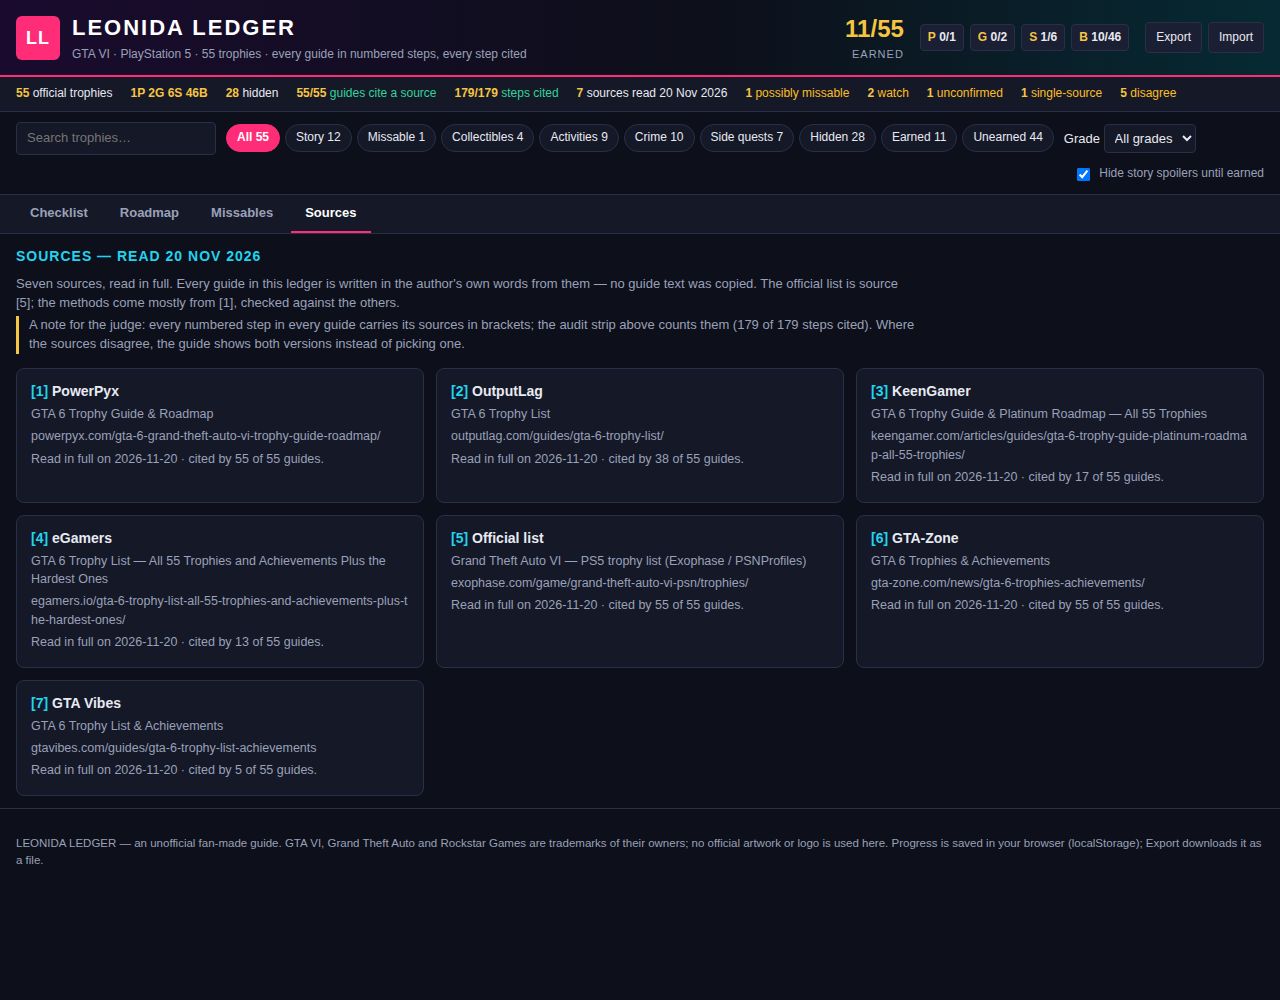 LL
LEONIDA LEDGER
GTA VI · PlayStation 5 · 55 trophies · every guide in numbered steps, every step cited
11/55
EARNED
P 0/1
G 0/2
S 1/6
B 10/46
Export
Import
55 official trophies
1P 2G 6S 46B
28 hidden
55/55 guides cite a source
179/179 steps cited
7 sources read 20 Nov 2026
1 possibly missable
2 watch
1 unconfirmed
1 single-source
5 disagree
Search trophies…
All 55
Story 12
Missable 1
Collectibles 4
Activities 9
Crime 10
Side quests 7
Hidden 28
Earned 11
Unearned 44
Grade
All grades
Hide story spoilers until earned
Checklist
Roadmap
Missables
Sources
SOURCES — READ 20 NOV 2026
Seven sources, read in full. Every guide in this ledger is written in the author's own words from them — no guide text was copied. The official list is source
[5]; the methods come mostly from [1], checked against the others.
A note for the judge: every numbered step in every guide carries its sources in brackets; the audit strip above counts them (179 of 179 steps cited). Where
the sources disagree, the guide shows both versions instead of picking one.
[1] PowerPyx
GTA 6 Trophy Guide & Roadmap
powerpyx.com/gta-6-grand-theft-auto-vi-trophy-guide-roadmap/
Read in full on 2026-11-20 · cited by 55 of 55 guides.
[2] OutputLag
GTA 6 Trophy List
outputlag.com/guides/gta-6-trophy-list/
Read in full on 2026-11-20 · cited by 38 of 55 guides.
[3] KeenGamer
GTA 6 Trophy Guide & Platinum Roadmap — All 55 Trophies
keengamer.com/articles/guides/gta-6-trophy-guide-platinum-roadma
p-all-55-trophies/
Read in full on 2026-11-20 · cited by 17 of 55 guides.
[4] eGamers
GTA 6 Trophy List — All 55 Trophies and Achievements Plus the
Hardest Ones
egamers.io/gta-6-trophy-list-all-55-trophies-and-achievements-plus-t
he-hardest-ones/
Read in full on 2026-11-20 · cited by 13 of 55 guides.
[5] Official list
Grand Theft Auto VI — PS5 trophy list (Exophase / PSNProfiles)
exophase.com/game/grand-theft-auto-vi-psn/trophies/
Read in full on 2026-11-20 · cited by 55 of 55 guides.
[6] GTA-Zone
GTA 6 Trophies & Achievements
gta-zone.com/news/gta-6-trophies-achievements/
Read in full on 2026-11-20 · cited by 55 of 55 guides.
[7] GTA Vibes
GTA 6 Trophy List & Achievements
gtavibes.com/guides/gta-6-trophy-list-achievements
Read in full on 2026-11-20 · cited by 5 of 55 guides.
LEONIDA LEDGER — an unofficial fan-made guide. GTA VI, Grand Theft Auto and Rockstar Games are trademarks of their owners; no official artwork or logo is used here. Progress is saved in your browser (localStorage); Export downloads it as
a file.